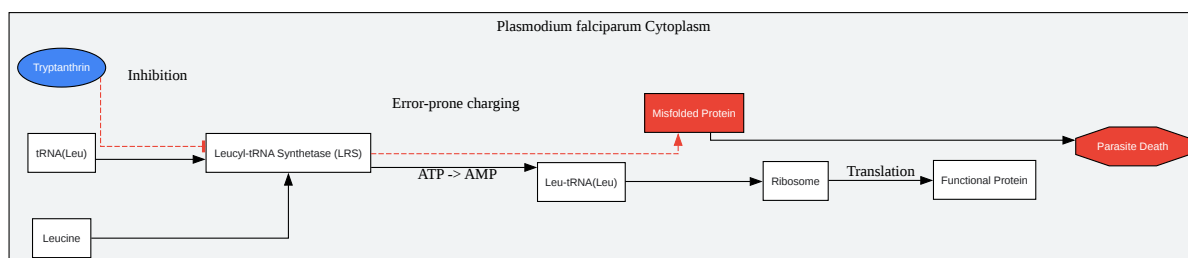 Plasmodium falciparum Cytoplasm
Tryptanthrin
Inhibition
Error-prone charging
Misfolded Protein
tRNA(Leu)
Leucyl-tRNA Synthetase (LRS)
Parasite Death
ATP -> AMP
Leu-tRNA(Leu)
Ribosome
Translation
Functional Protein
Leucine